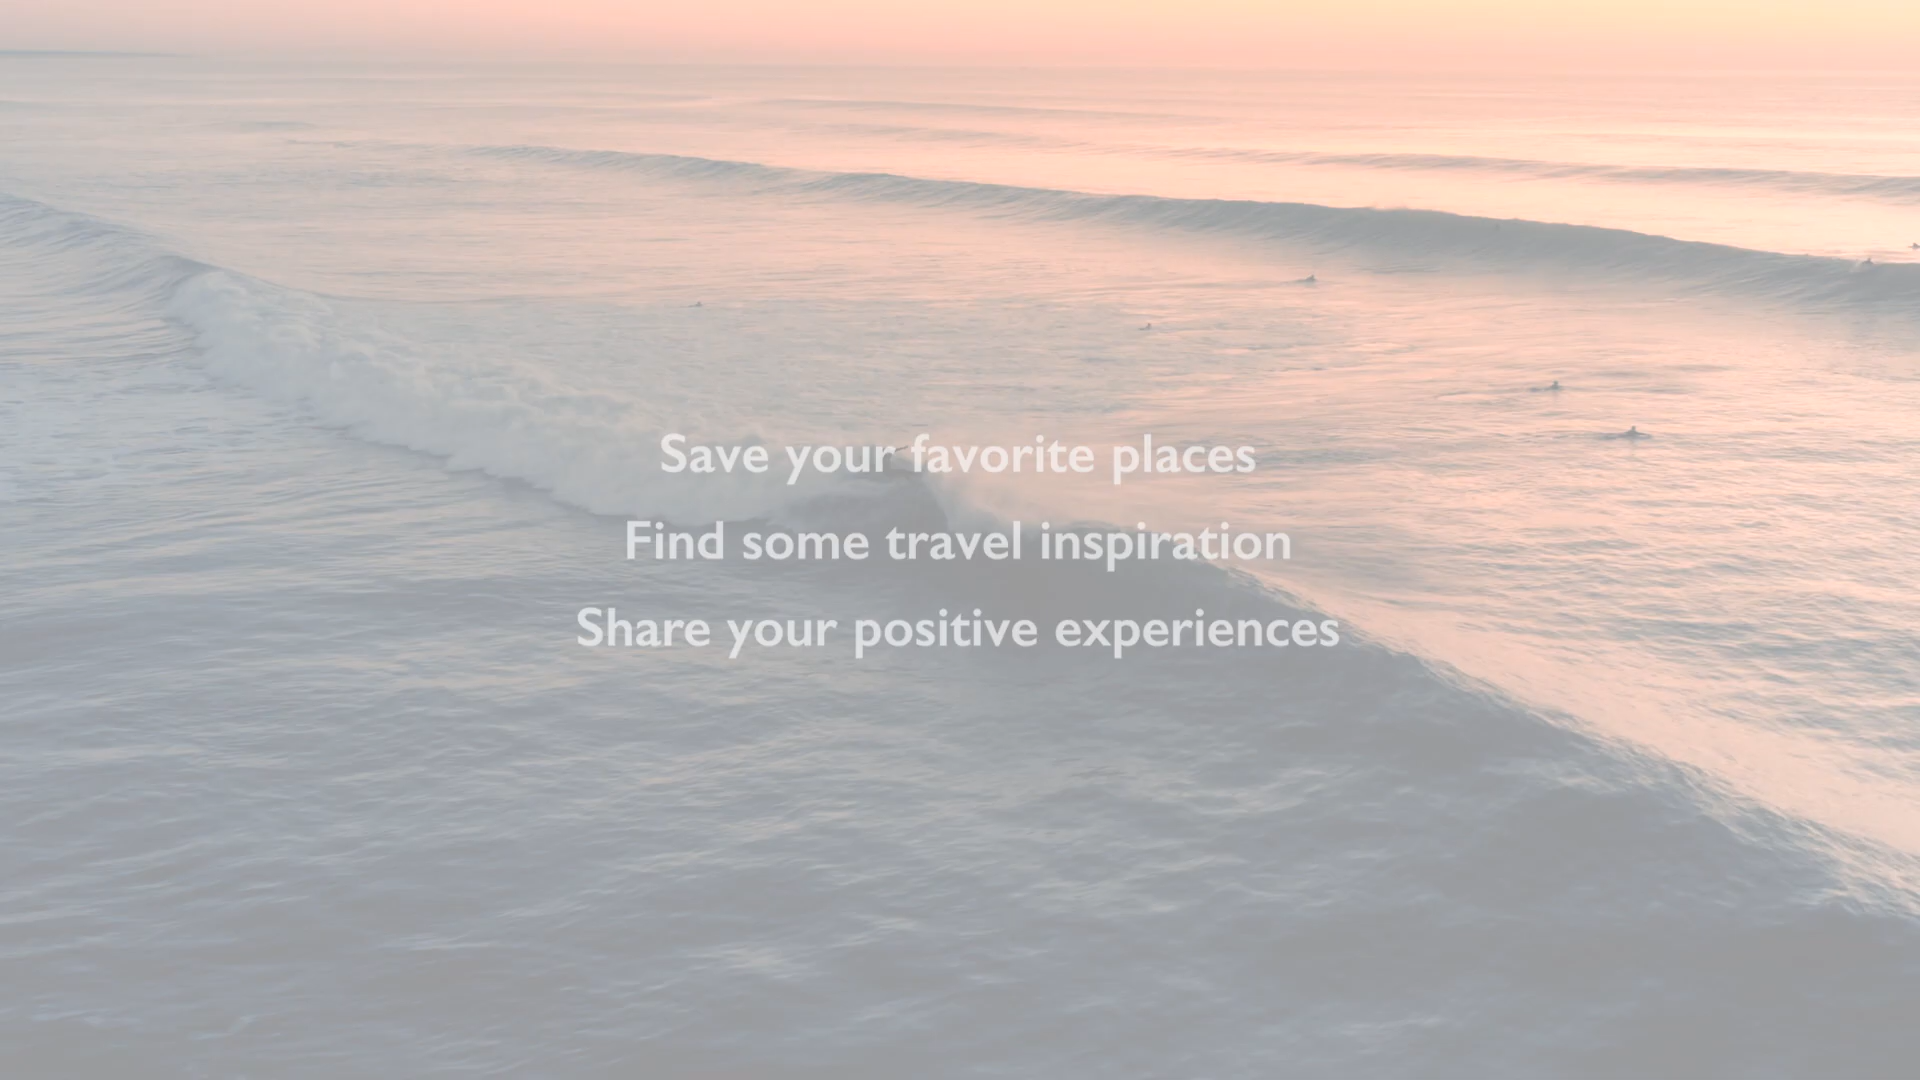 Save your favorite places
Find some travel inspiration
Share your positive experiences